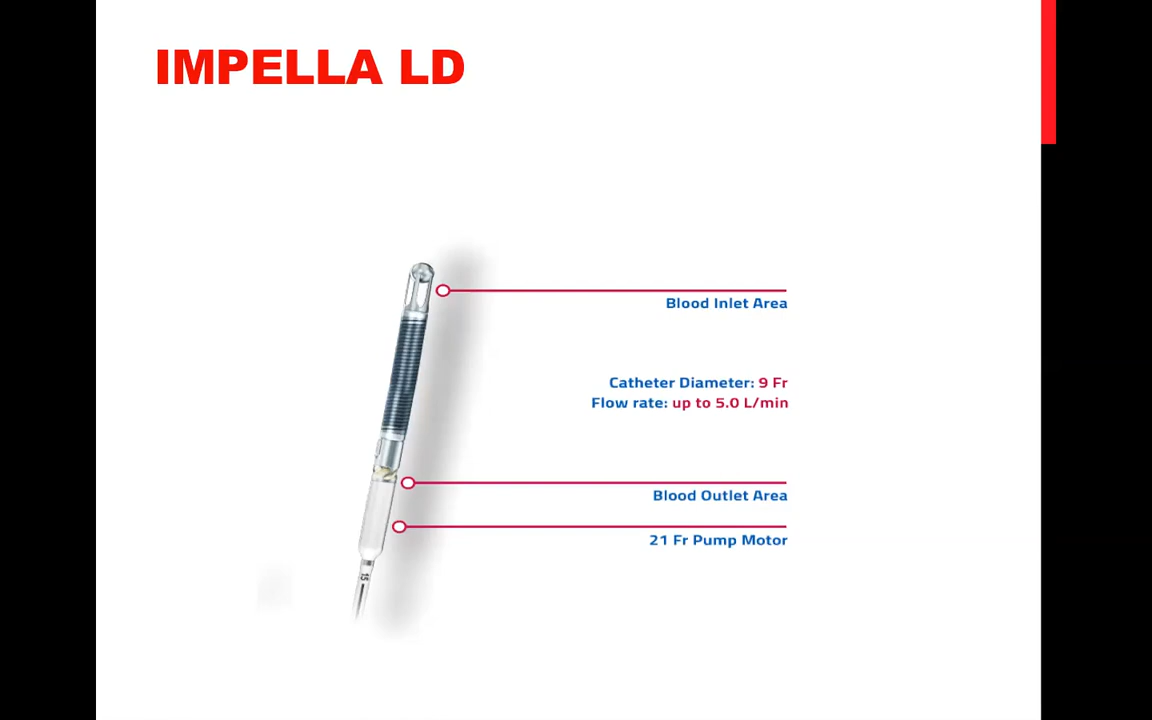 IMPELLA LD
Blood Inlet Area
Catheter Diameter: 9 Fr
Flow rate: up to 5.0 L/min
Blood Outlet Area
21 Fr Pump Motor
15